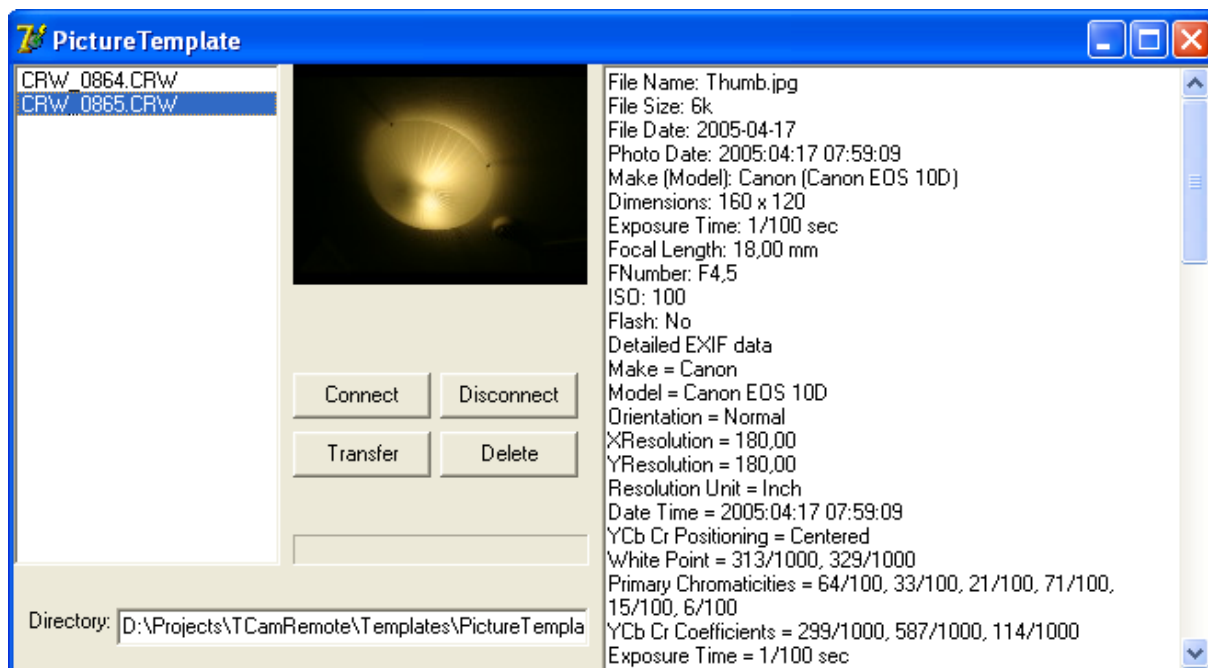 PictureTemplate
CRW_0864.CRW
CRW_0865.CRW
Connect
Disconnect
Transfer
Delete
Directory:
D:\Projects\TCamRemote\Templates\PictureTempla
File Name: Thumb.jpg
File Size: 6k
File Date: 2005-04-17
Photo Date: 2005:04:17 07:59:09
Make (Model): Canon (Canon EOS 10D)
Dimensions: 160 x 120
Exposure Time: 1/100 sec
Focal Length: 18,00 mm
FNumber: F4,5
ISO: 100
Flash: No
Detailed EXIF data
Make = Canon
Model = Canon EOS 10D
Orientation = Normal
XResolution = 180,00
YResolution = 180,00
Resolution Unit = Inch
Date Time = 2005:04:17 07:59:09
YCb Cr Positioning = Centered
White Point = 313/1000, 329/1000
Primary Chromaticities = 64/100, 33/100, 21/100, 71/100,
15/100, 6/100
YCb Cr Coefficients = 299/1000, 587/1000, 114/1000
Exposure Time = 1/100 sec